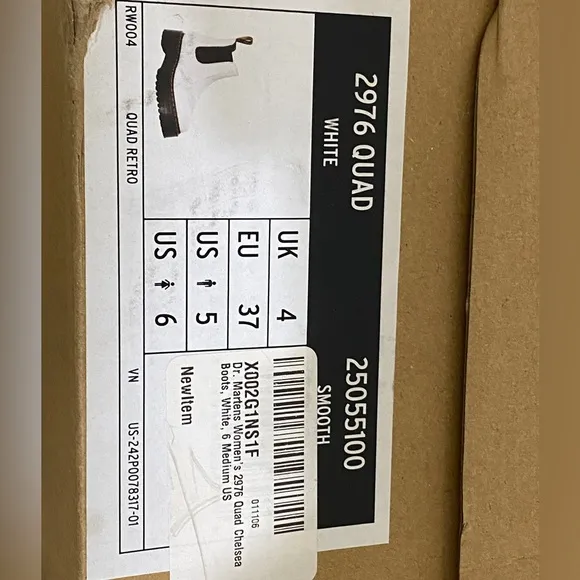 2976 QUAD
25055100
WHITE
SMOOTH
UK 4
EU 37
US 5
US 6
RW004
QUAD RETRO
VN
US-242P0078317-01
X002G1NS1F
011106
Dr. Martens Women's 2976 Quad Chelsea
Boots, White, 6 Medium US
NewItem